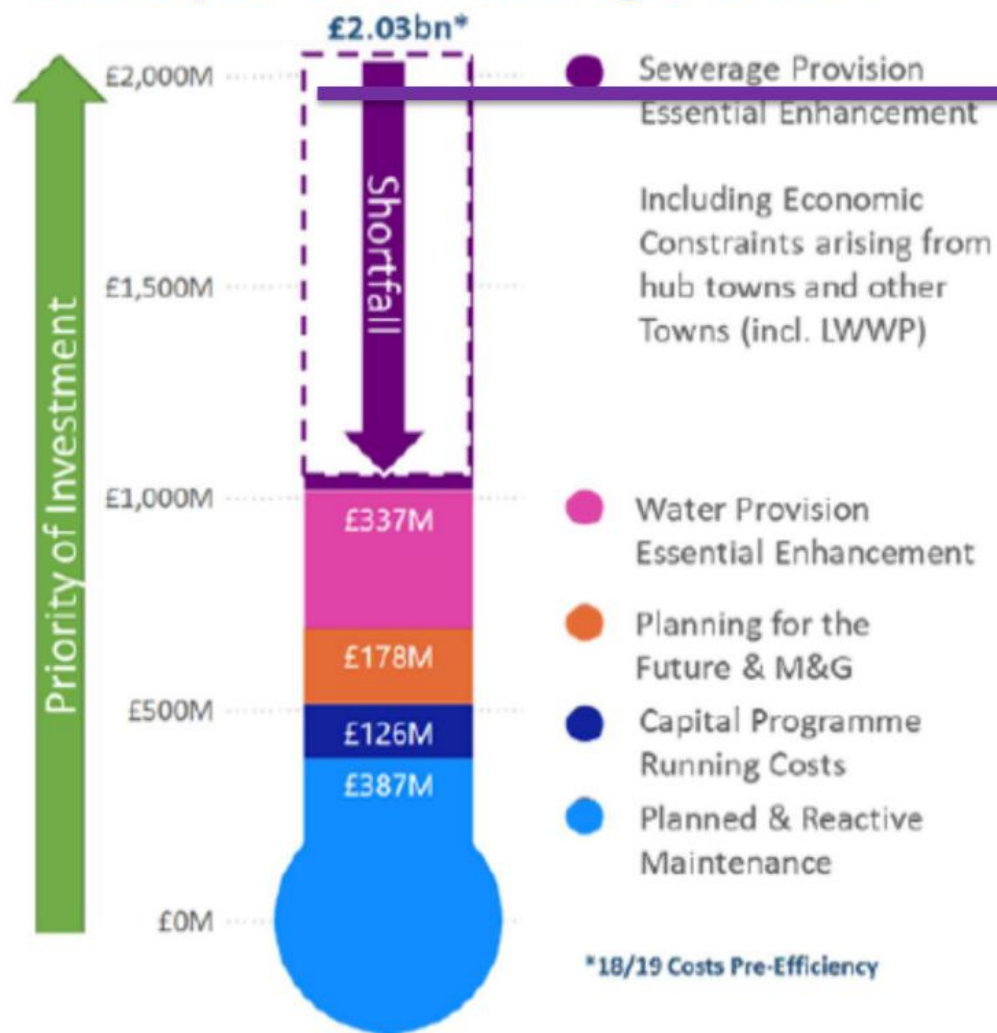 £2.03bn*
£2,000M
£1,500M
£1,000M
£500M
£0M
Priority of Investment
Shortfall
£337M
£178M
£126M
£387M
Sewerage Provision
Essential Enhancement
Including Economic
Constraints arising from
hub towns and other
Towns (incl. LWWP)
Water Provision
Essential Enhancement
Planning for the
Future & M&G
Capital Programme
Running Costs
Planned & Reactive
Maintenance
*18/19 Costs Pre-Efficiency